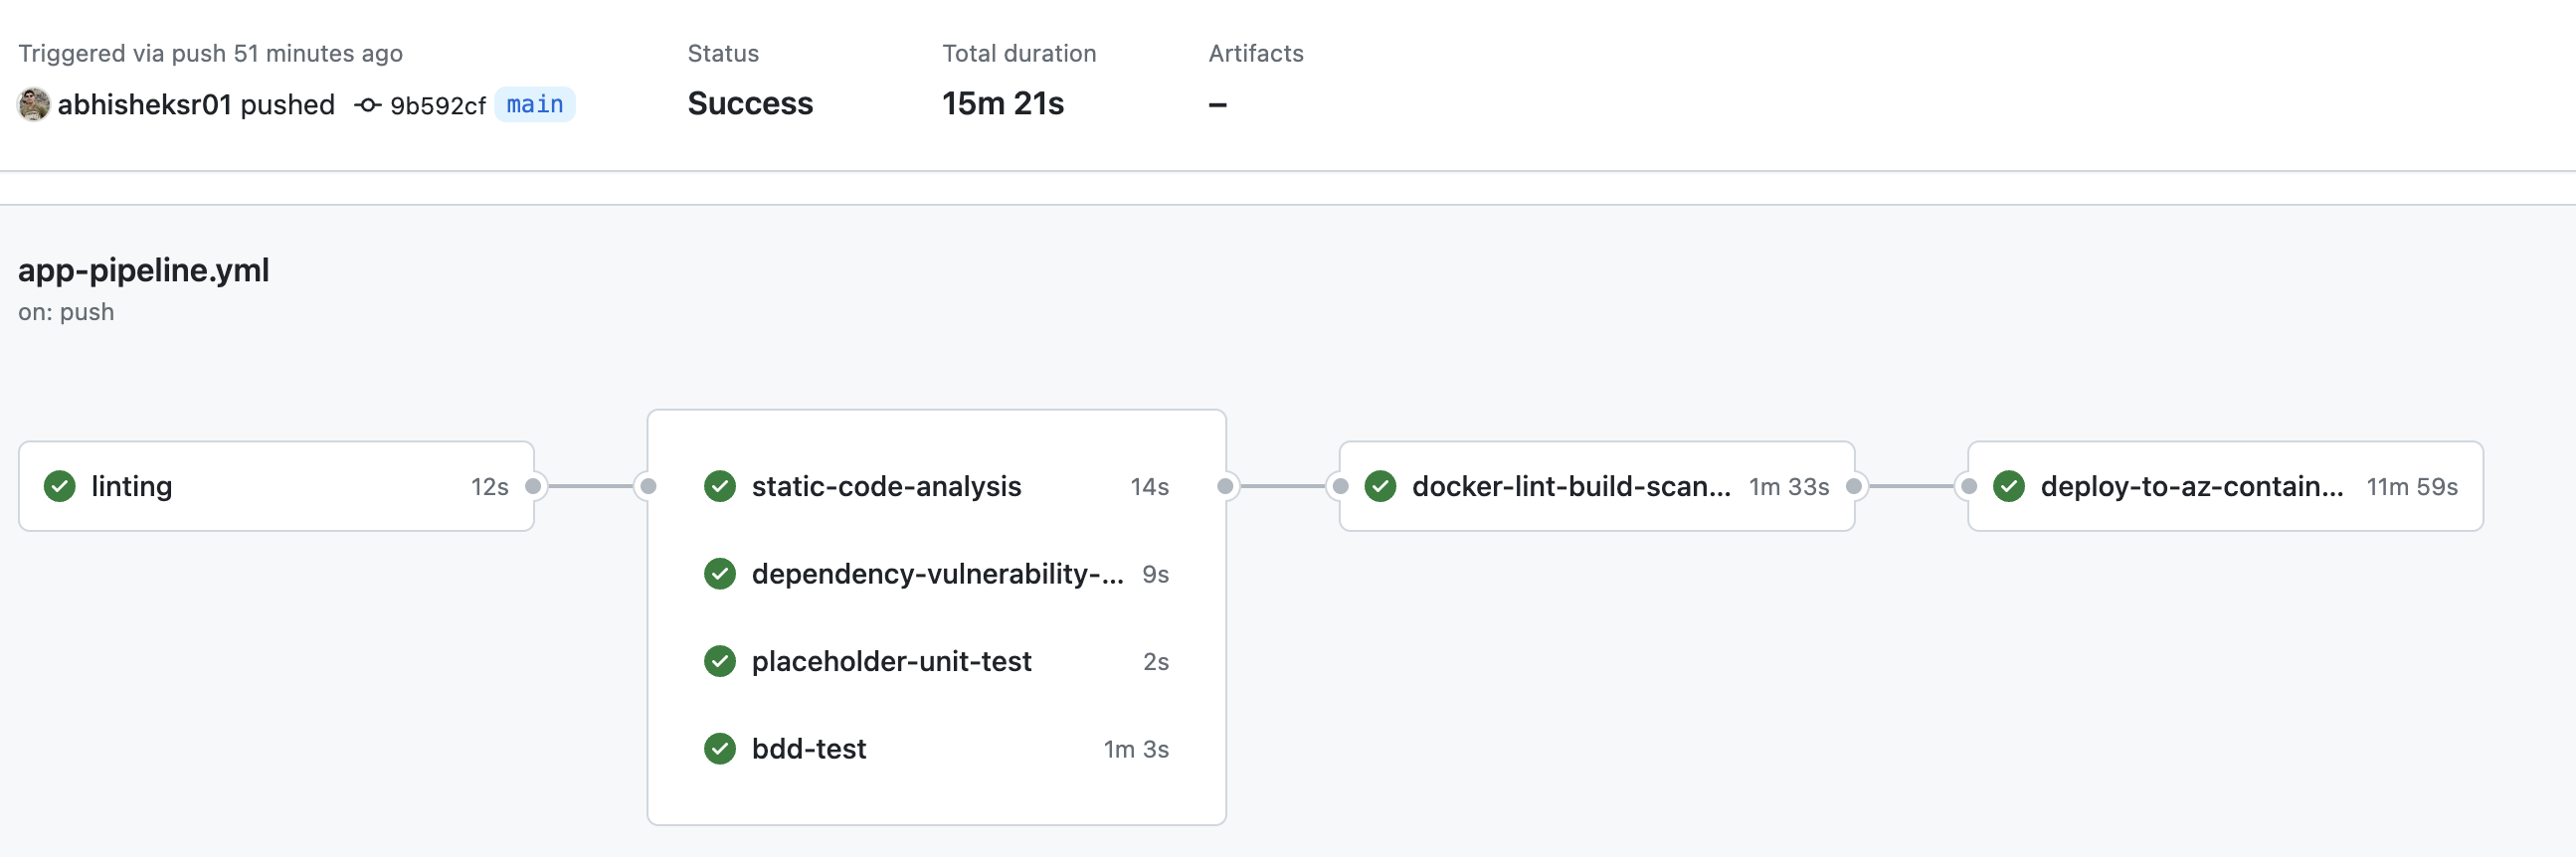 Triggered via push 51 minutes ago
abhisheksr01 pushed 9b592cf main
Status
Success
Total duration
15m 21s
Artifacts
–
app-pipeline.yml
on: push
linting 12s
static-code-analysis 14s
dependency-vulnerability-... 9s
placeholder-unit-test 2s
bdd-test 1m 3s
docker-lint-build-scan... 1m 33s
deploy-to-az-contain... 11m 59s